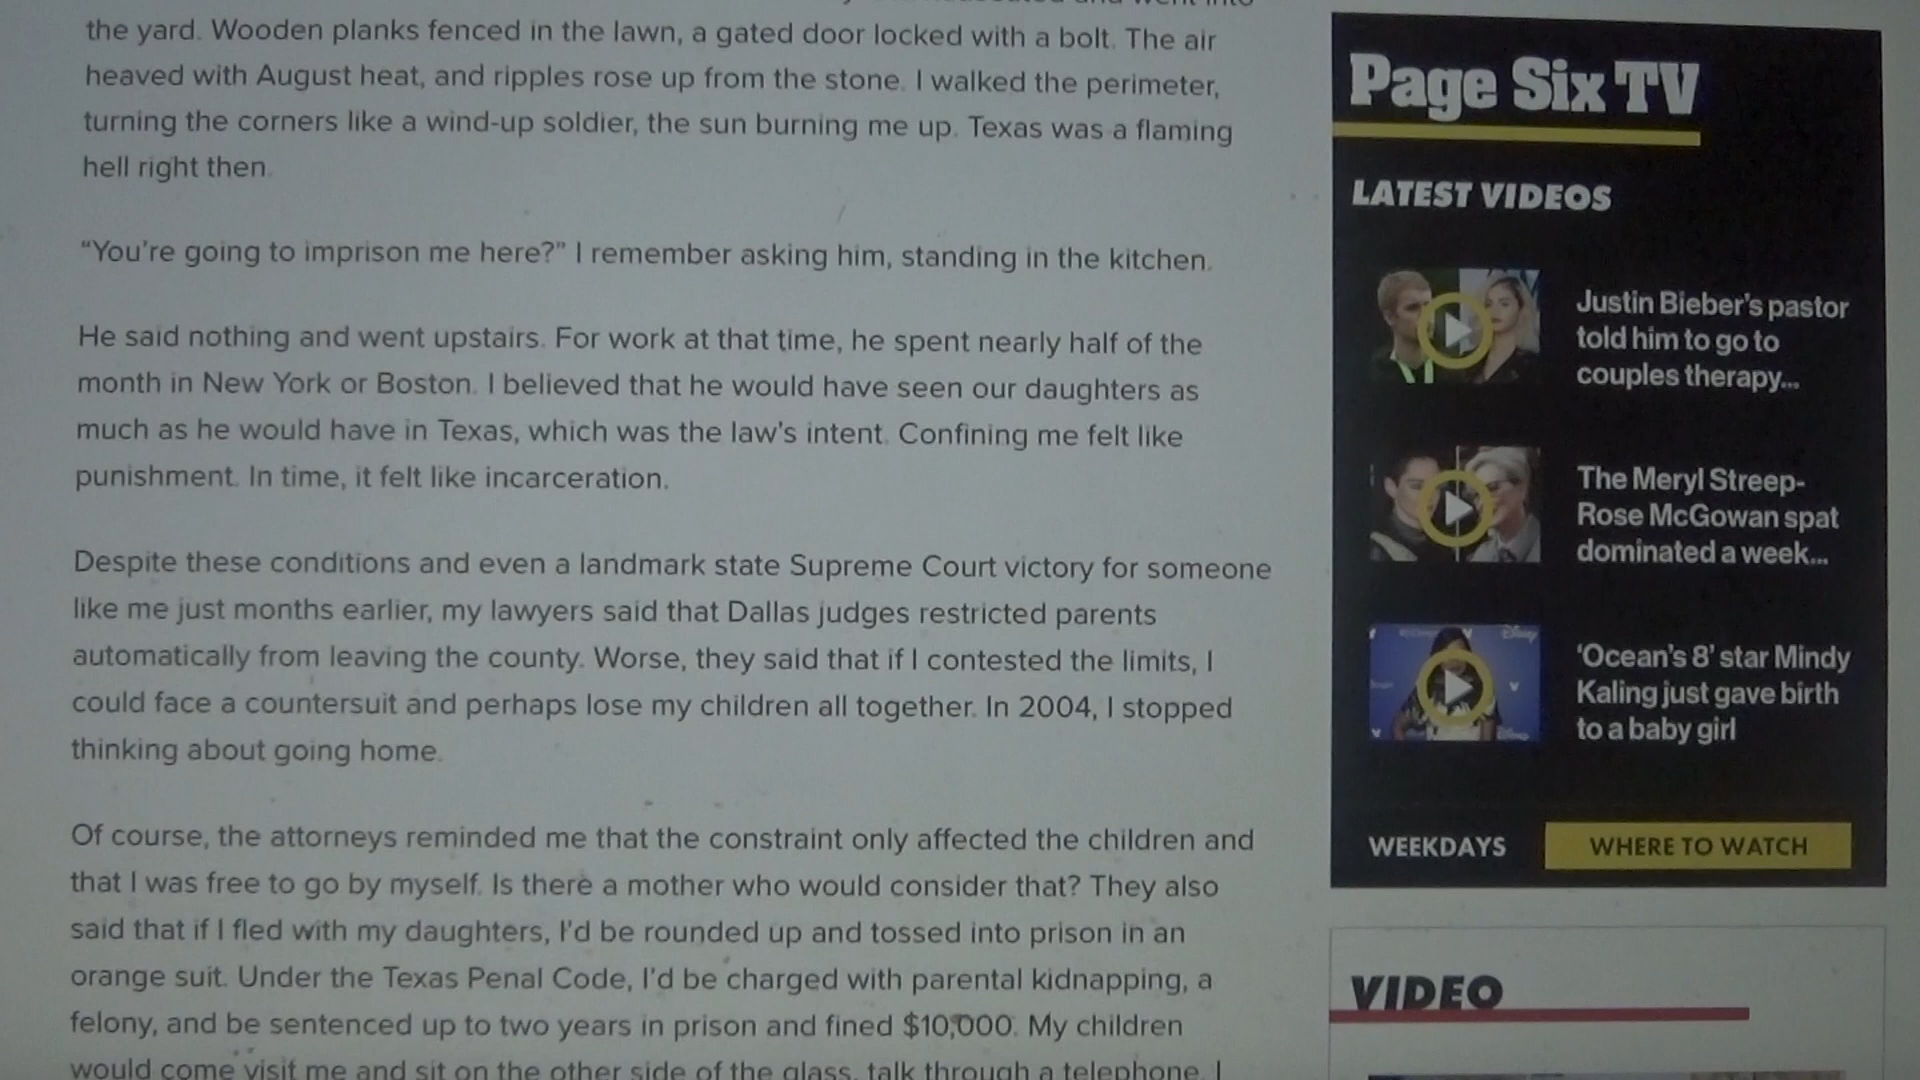 the yard. Wooden planks fenced in the lawn, a gated door locked with a bolt. The air
heaved with August heat, and ripples rose up from the stone. I walked the perimeter,
turning the corners like a wind-up soldier, the sun burning me up. Texas was a flaming
hell right then.
“You’re going to imprison me here?” I remember asking him, standing in the kitchen.
He said nothing and went upstairs. For work at that time, he spent nearly half of the
month in New York or Boston. I believed that he would have seen our daughters as
much as he would have in Texas, which was the law’s intent. Confining me felt like
punishment. In time, it felt like incarceration.
Despite these conditions and even a landmark state Supreme Court victory for someone
like me just months earlier, my lawyers said that Dallas judges restricted parents
automatically from leaving the county. Worse, they said that if I contested the limits, I
could face a countersuit and perhaps lose my children all together. In 2004, I stopped
thinking about going home.
Of course, the attorneys reminded me that the constraint only affected the children and
that I was free to go by myself. Is there a mother who would consider that? They also
said that if I fled with my daughters, I’d be rounded up and tossed into prison in an
orange suit. Under the Texas Penal Code, I’d be charged with parental kidnapping, a
felony, and be sentenced up to two years in prison and fined $10,000. My children
would come visit me and sit on the other side of the glass, talk through a telephone. I
Page Six TV
LATEST VIDEOS
Justin Bieber’s pastor
told him to go to
couples therapy...
The Meryl Streep-
Rose McGowan spat
dominated a week...
Disney
‘Ocean’s 8’ star Mindy
Kaling just gave birth
to a baby girl
WEEKDAYS
WHERE TO WATCH
VIDEO